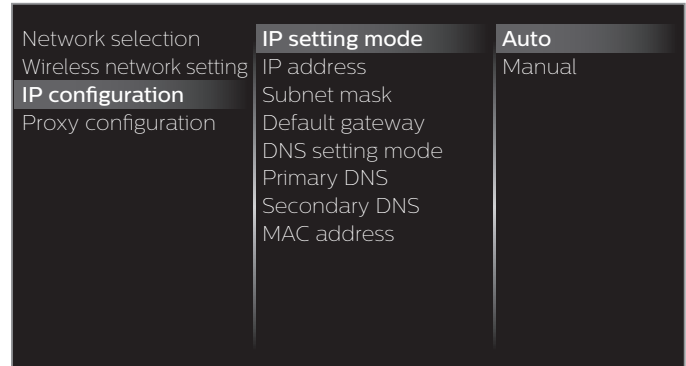 Network selection
Wireless network setting
IP configuration
Proxy configuration
IP setting mode
IP address
Subnet mask
Default gateway
DNS setting mode
Primary DNS
Secondary DNS
MAC address
Auto
Manual